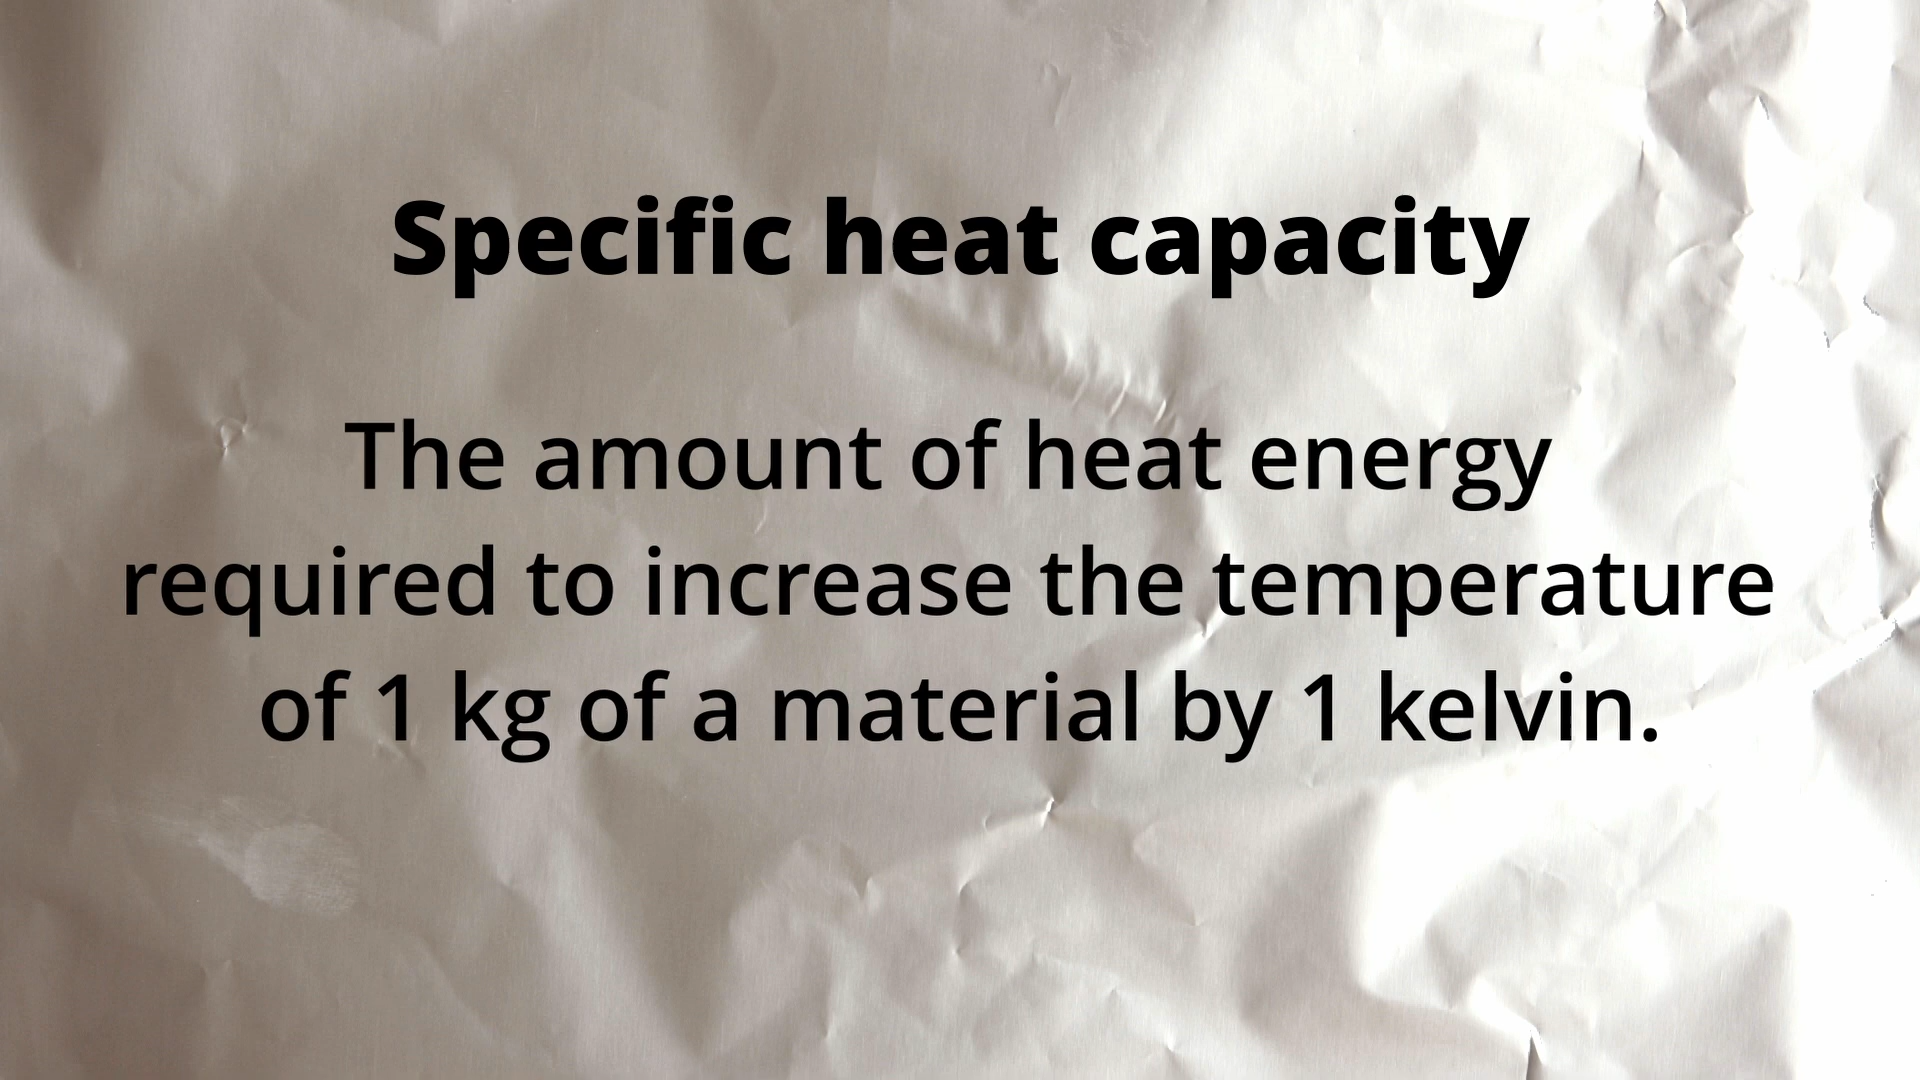 Specific heat capacity
The amount of heat energy
required to increase the temperature
of 1 kg of a material by 1 kelvin.